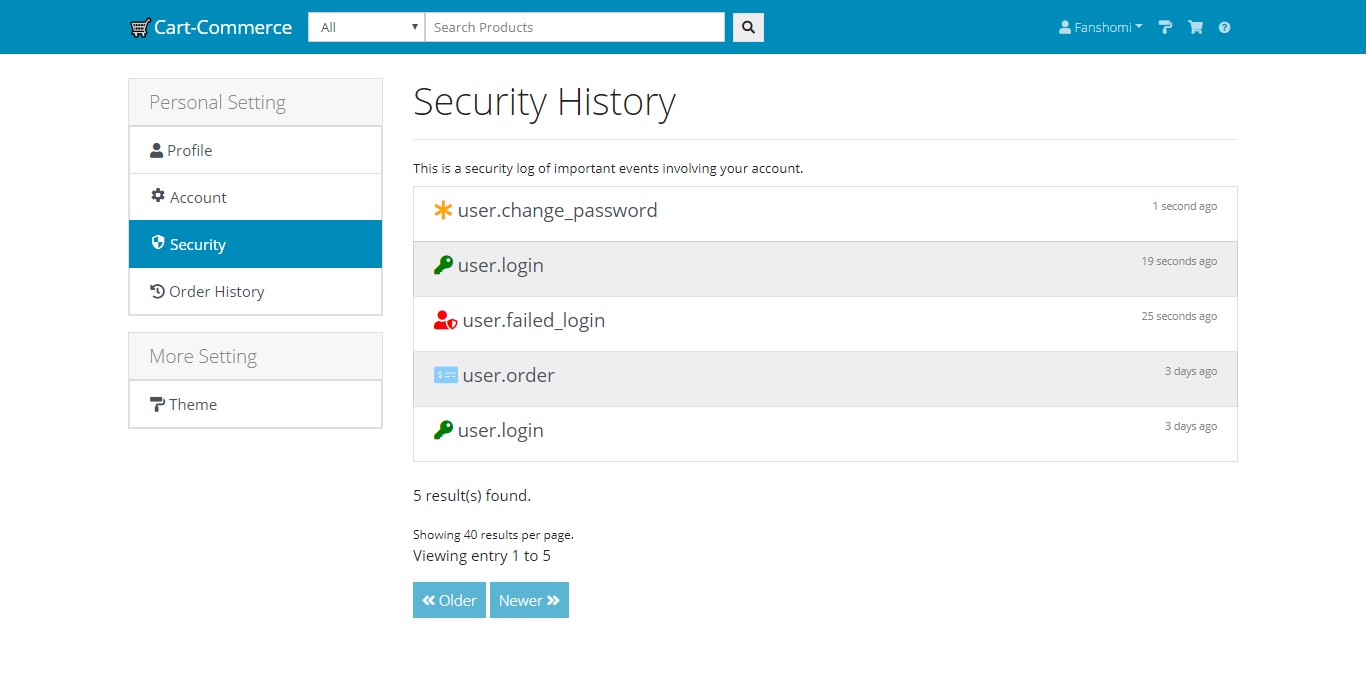 Cart-Commerce All Search Products Fanshomi
Personal Setting
Profile
Account
Security
Order History
More Setting
Theme
Security History
This is a security log of important events involving your account.
user.change_password 1 second ago
user.login 19 seconds ago
user.failed_login 25 seconds ago
user.order 3 days ago
user.login 3 days ago
5 result(s) found.
Showing 40 results per page.
Viewing entry 1 to 5
Older Newer